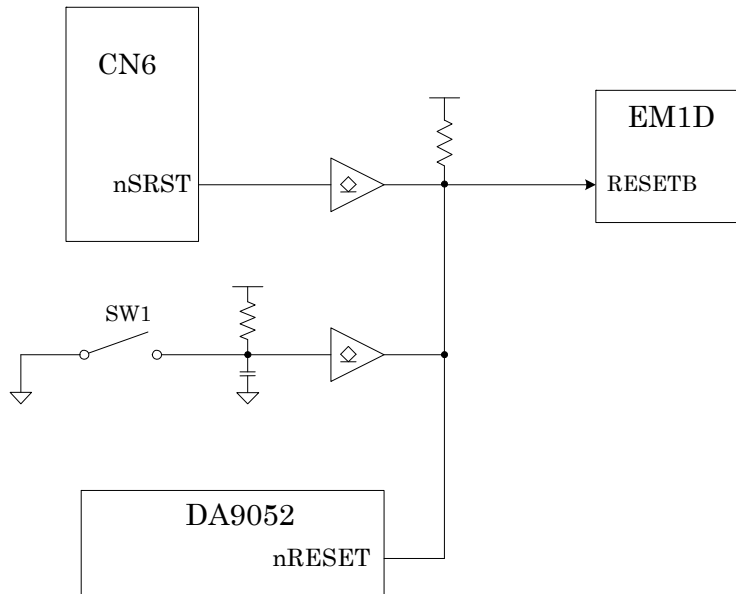 CN6
EM1D
nSRST
RESETB
SW1
DA9052
nRESET